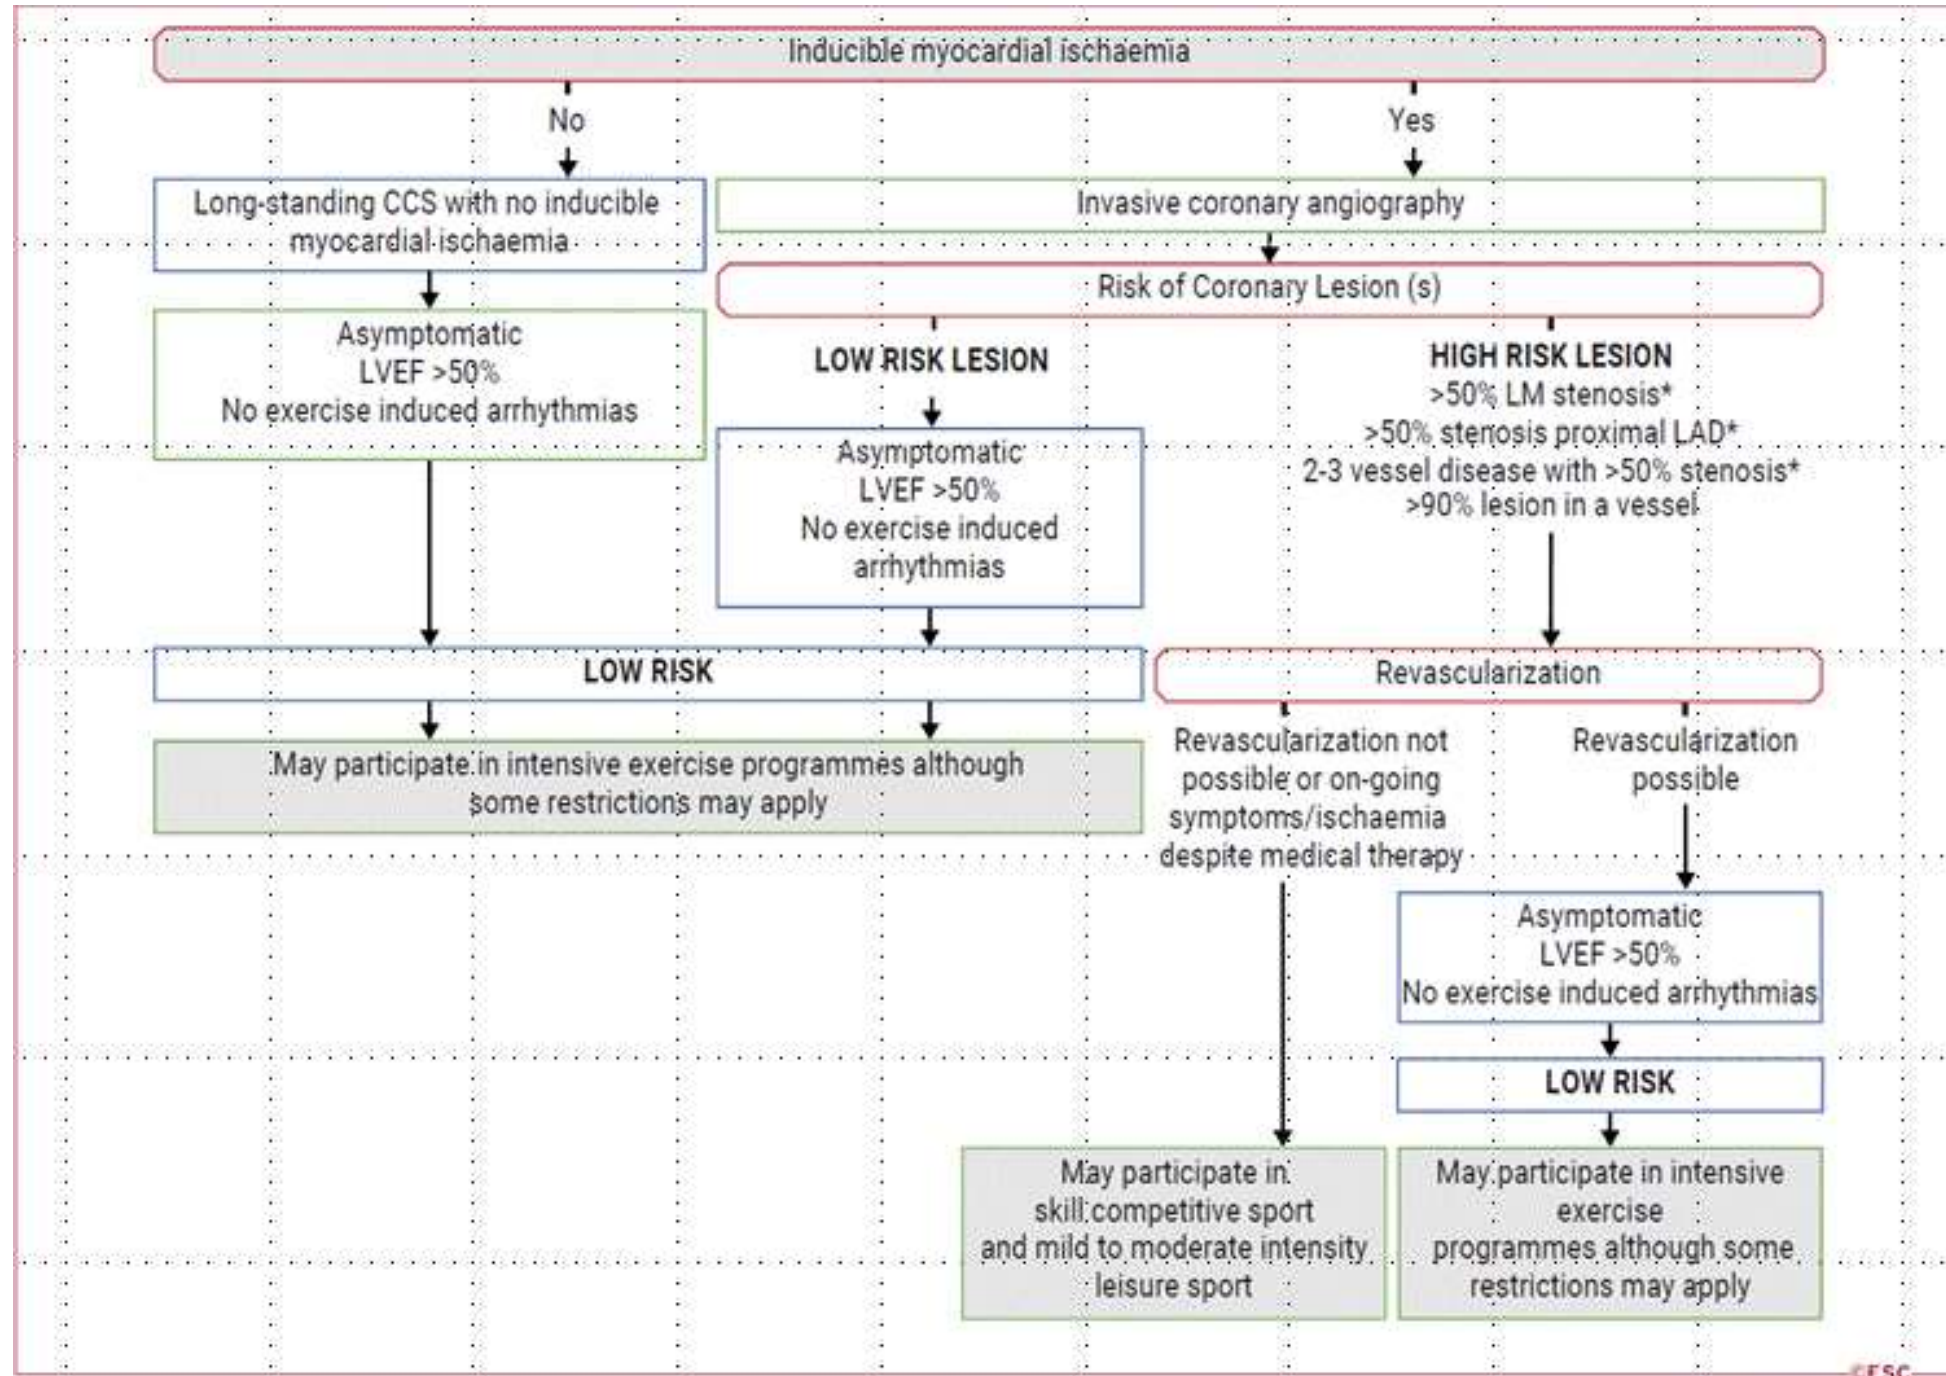 Inducible myocardial ischaemia
No
Yes
Long-standing CCS with no inducible
myocardial ischaemia
Invasive coronary angiography
Risk of Coronary Lesion (s)
Asymptomatic
LVEF >50%
No exercise induced arrhythmias
LOW RISK LESION
HIGH RISK LESION
>50% LM stenosis*
>50% stenosis proximal LAD*
2-3 vessel disease with >50% stenosis*
>90% lesion in a vessel
Asymptomatic
LVEF >50%
No exercise induced
arrhythmias
LOW RISK
Revascularization
May participate in intensive exercise programmes although
some restrictions may apply
Revascularization not
possible or on-going
symptoms/ischaemia
despite medical therapy
Revascularization
possible
Asymptomatic
LVEF >50%
No exercise induced arrhythmias
LOW RISK
May participate in
skill competitive sport
and mild to moderate intensity
leisure sport
May participate in intensive
exercise
programmes although some
restrictions may apply
©ESC